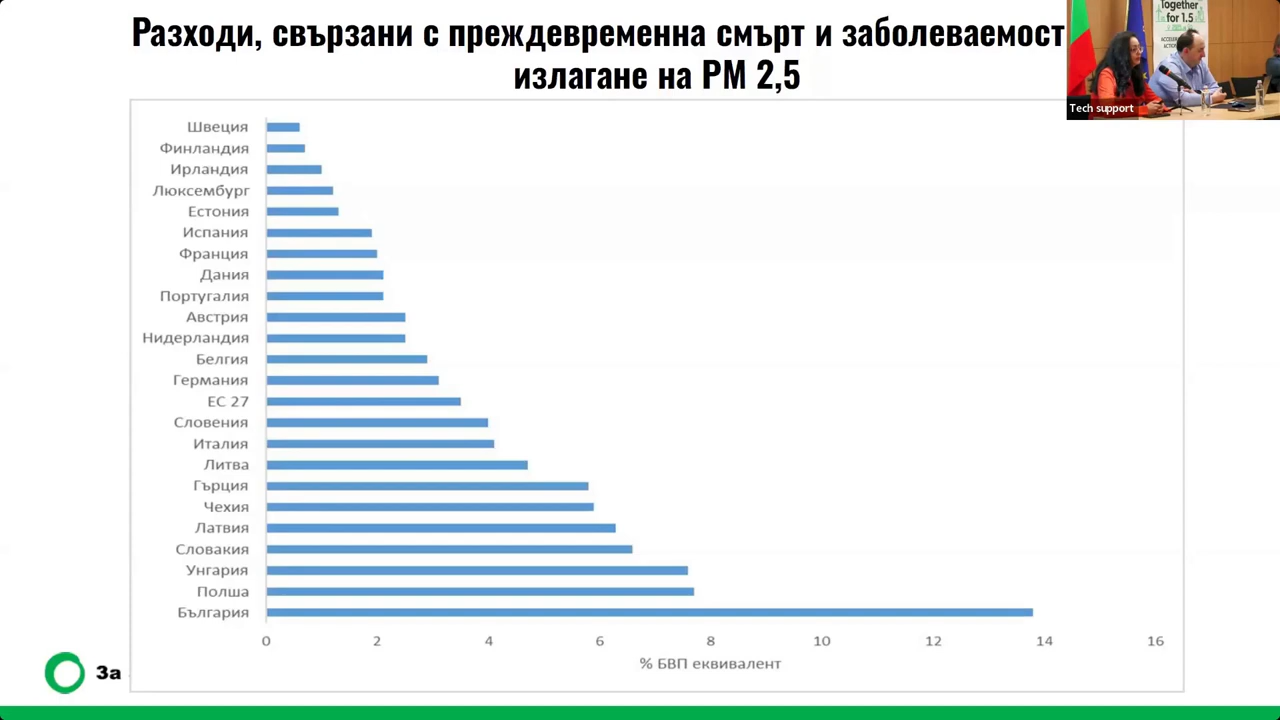 Разходи, свързани с преждевременна смърт и заболеваемост
излагане на PM 2,5
Together
for 1.5
Tech support
Швеция
Финландия
Ирландия
Люксембург
Естония
Испания
Франция
Дания
Португалия
Австрия
Нидерландия
Белгия
Германия
ЕС 27
Словения
Италия
Литва
Гърция
Чехия
Латвия
Словакия
Унгария
Полша
България
0 2 4 6 8 10 12 14 16
% БВП еквивалент
За